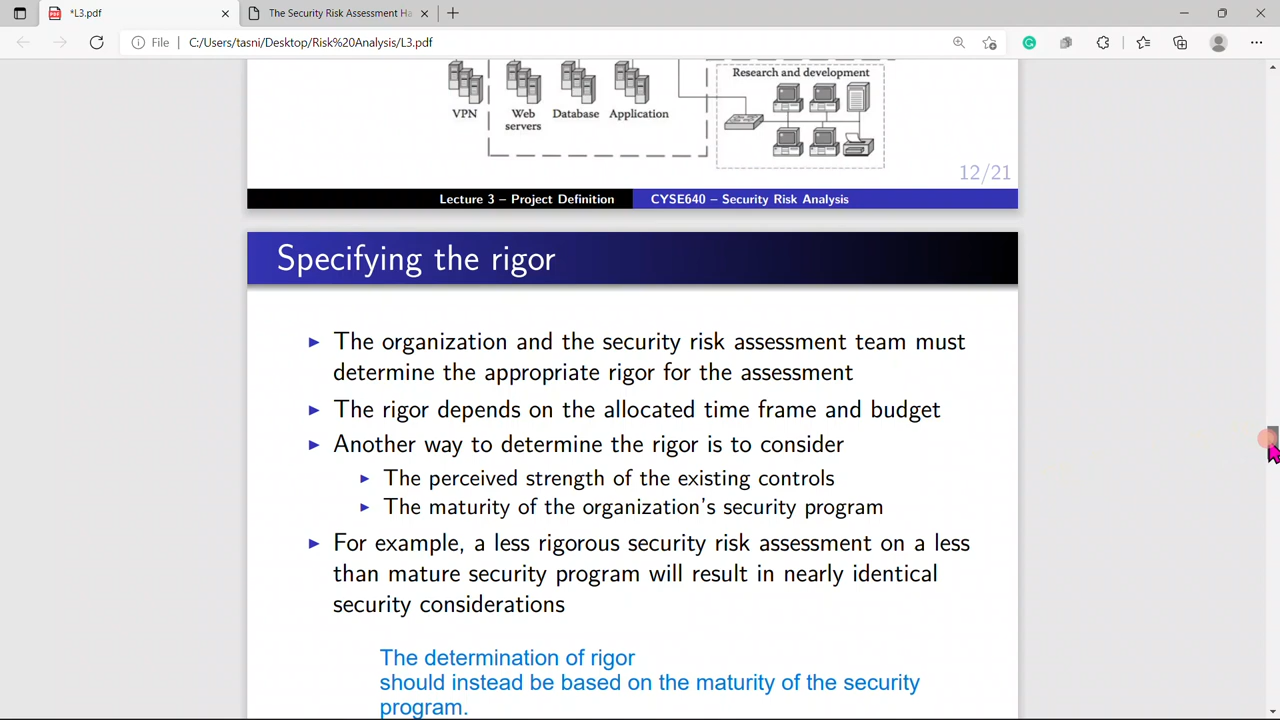 *L3.pdf
The Security Risk Assessment Ha
File
C:/Users/tasni/Desktop/Risk%20Analysis/L3.pdf
Research and development
VPN
Web
servers
Database
Application
12/21
Lecture 3 – Project Definition
CYSE640 – Security Risk Analysis
Specifying the rigor
The organization and the security risk assessment team must
determine the appropriate rigor for the assessment
The rigor depends on the allocated time frame and budget
Another way to determine the rigor is to consider
The perceived strength of the existing controls
The maturity of the organization's security program
For example, a less rigorous security risk assessment on a less
than mature security program will result in nearly identical
security considerations
The determination of rigor
should instead be based on the maturity of the security
program.